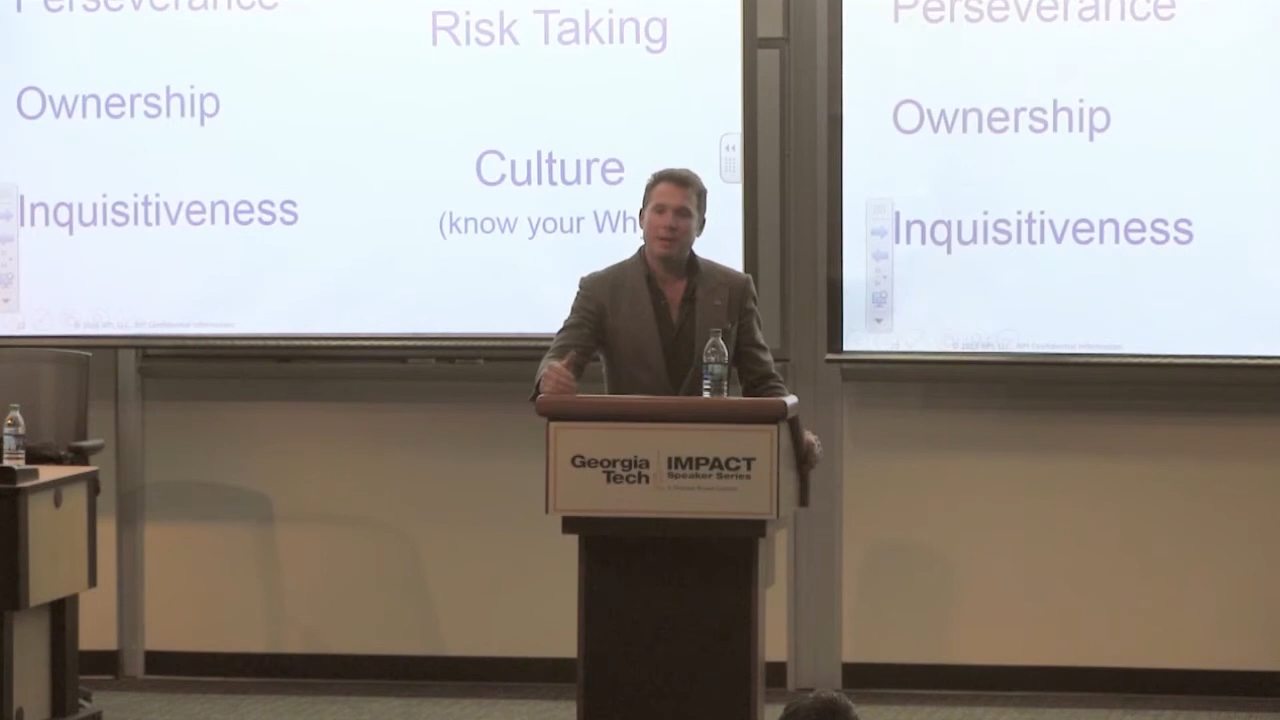 Perseverance
Risk Taking
Ownership
Culture
Inquisitiveness
(know your Wh
Perseverance
Ownership
Inquisitiveness
Georgia Tech
IMPACT
Speaker Series